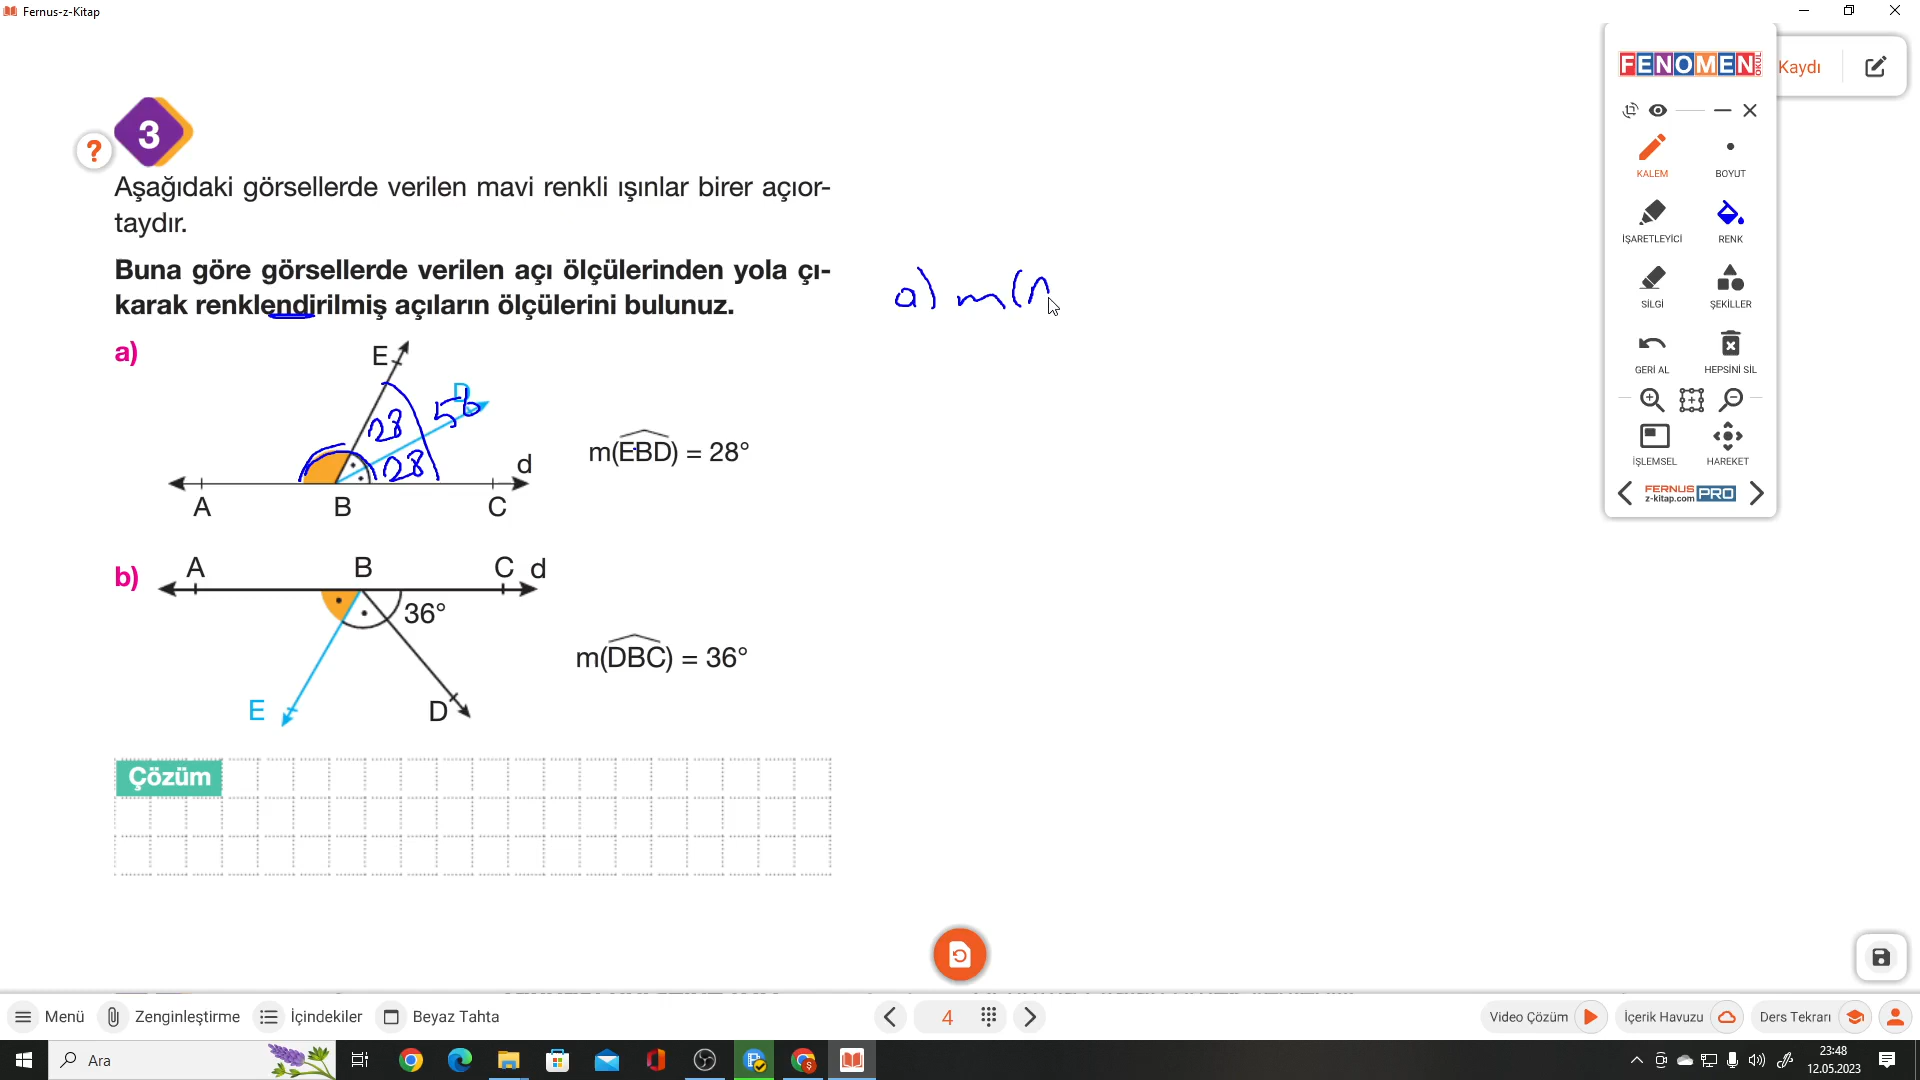 Fernus-z-Kitap
FENOMEN OKUL
Kaydı
3
?
Aşağıdaki görsellerde verilen mavi renkli ışınlar birer açıor-
taydır.
Buna göre görsellerde verilen açı ölçülerinden yola çı-
karak renklendirilmiş açıların ölçülerini bulunuz.
a) m(
a)
E
D
28
56
28
d
A
B
C
m(EBD) = 28°
b)
A
B
C
d
36°
E
D
m(DBC) = 36°
Çözüm
KALEM
BOYUT
İŞARETLEYİCİ
RENK
SİLGİ
ŞEKİLLER
GERİ AL
HEPSİNİ SİL
İŞLEMSEL
HAREKET
FERNUS
z-kitap.com
PRO
Menü
Zenginleştirme
İçindekiler
Beyaz Tahta
4
Video Çözüm
İçerik Havuzu
Ders Tekrarı
Ara
23:48
12.05.2023